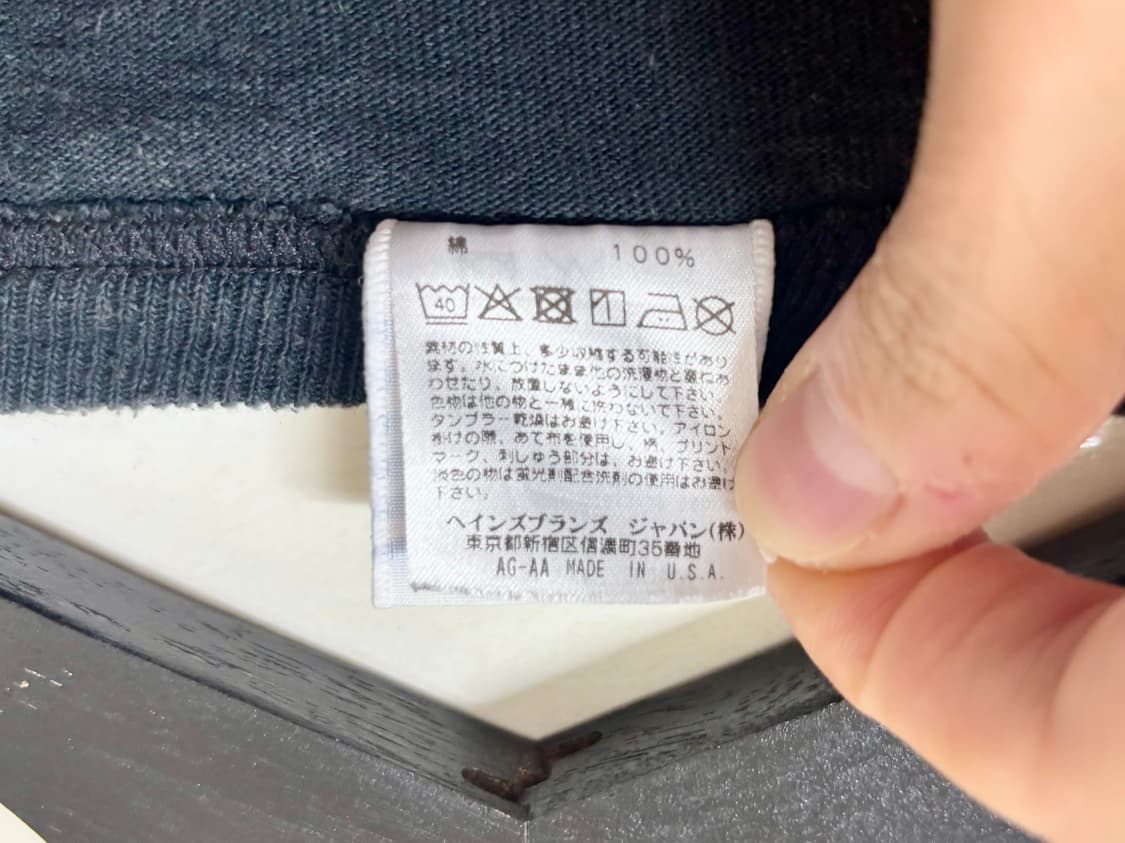 綿 100%
40
素材の性質上、多少収縮する可能性があり
ます。水につけたまま他の洗濯物と重ねあ
わせたり、放置しないようにして下さい。
色物は他の物と一緒に洗わないで下さい。
タンブラー乾燥はお避け下さい。アイロン
掛けの際、あて布を使用し、柄、プリント
マーク、刺しゅう部分は、お避け下さい。
淡色の物は蛍光剤配合洗剤の使用はお避け
下さい。
ヘインズブランズ ジャパン(株)
東京都新宿区信濃町35番地
AG-AA MADE IN U.S.A.